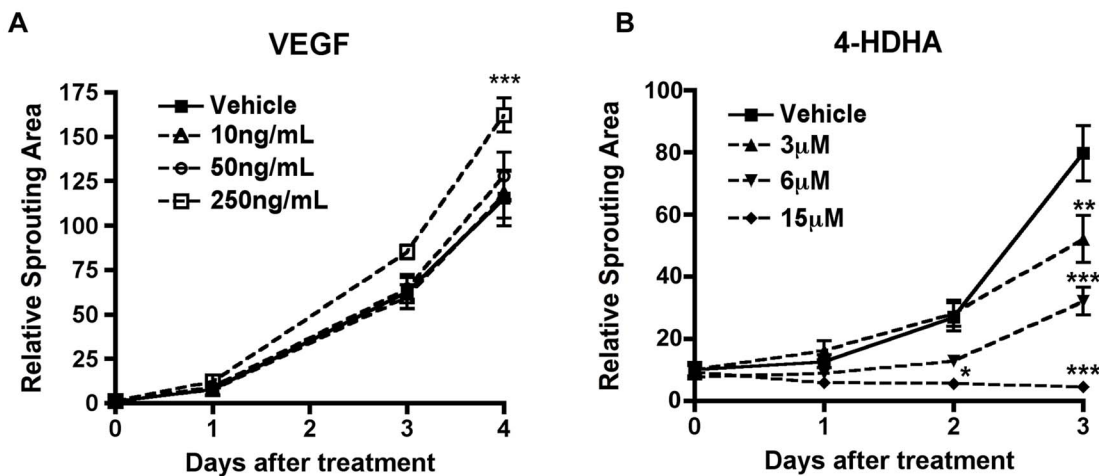 A
VEGF
Relative Sprouting Area
175
150
125
100
75
50
25
0
Vehicle
10ng/mL
50ng/mL
250ng/mL
***
0 1 2 3 4
Days after treatment
B
4-HDHA
Relative Sprouting Area
100
80
60
40
20
0
Vehicle
3μM
6μM
15μM
**
***
*
***
0 1 2 3
Days after treatment